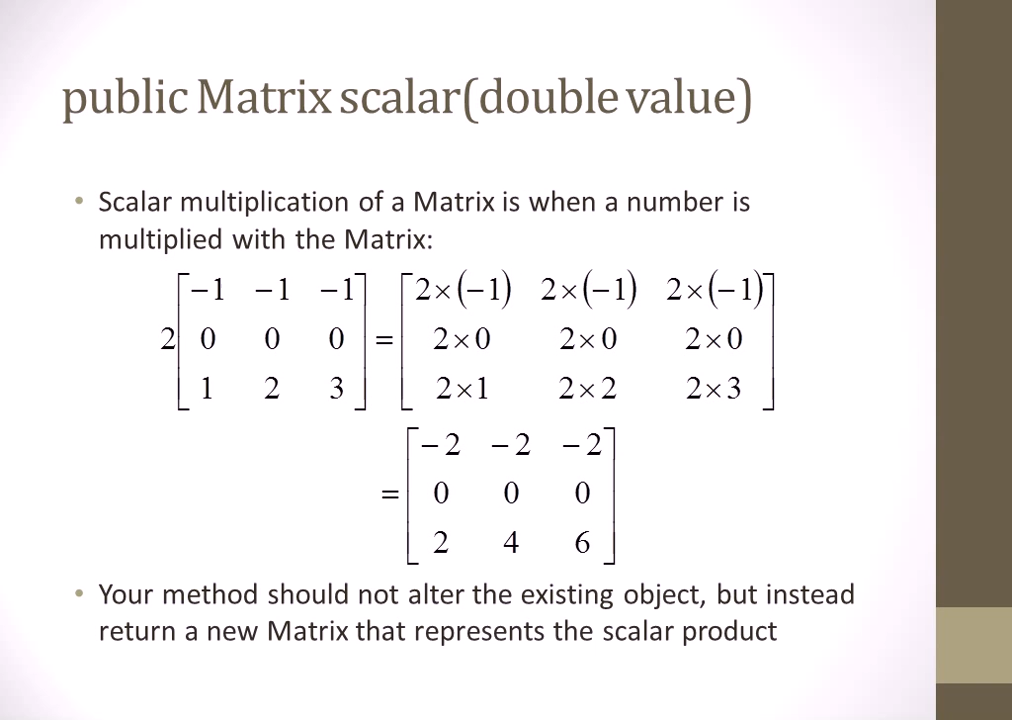 public Matrix scalar(double value)
• Scalar multiplication of a Matrix is when a number is
multiplied with the Matrix:
2 [ −1 −1 −1 ] = [ 2×(−1) 2×(−1) 2×(−1) ]
[ 0 0 0 ] [ 2×0 2×0 2×0 ]
[ 1 2 3 ] [ 2×1 2×2 2×3 ]
= [ −2 −2 −2 ]
[ 0 0 0 ]
[ 2 4 6 ]
• Your method should not alter the existing object, but instead
return a new Matrix that represents the scalar product